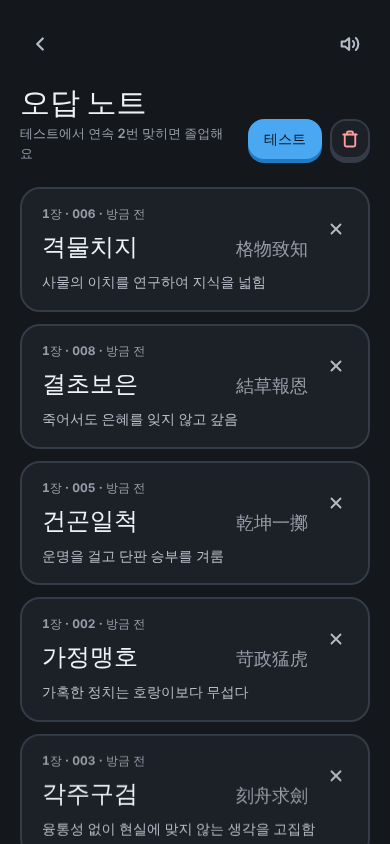 오답 노트
테스트에서 연속 2번 맞히면 졸업해
요
테스트
1장 · 006 · 방금 전
격물치지 格物致知
사물의 이치를 연구하여 지식을 넓힘
1장 · 008 · 방금 전
결초보은 結草報恩
죽어서도 은혜를 잊지 않고 갚음
1장 · 005 · 방금 전
건곤일척 乾坤一擲
운명을 걸고 단판 승부를 겨룸
1장 · 002 · 방금 전
가정맹호 苛政猛虎
가혹한 정치는 호랑이보다 무섭다
1장 · 003 · 방금 전
각주구검 刻舟求劍
융통성 없이 현실에 맞지 않는 생각을 고집함